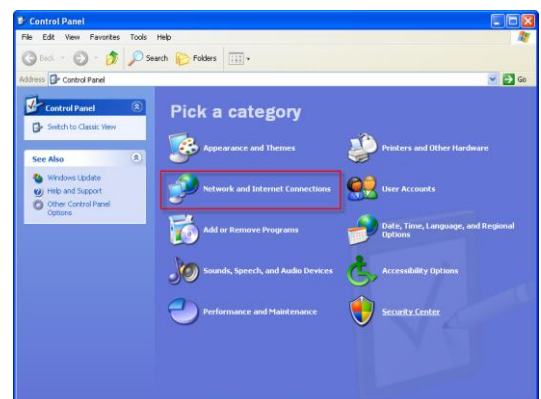 Control Panel
File Edit View Favorites Tools Help
Back Search Folders
Address Control Panel Go
Control Panel
Switch to Classic View
See Also
Windows Update
Help and Support
Other Control Panel
Options
Pick a category
Appearance and Themes
Printers and Other Hardware
Network and Internet Connections
User Accounts
Add or Remove Programs
Date, Time, Language, and Regional
Options
Sounds, Speech, and Audio Devices
Accessibility Options
Performance and Maintenance
Security Center